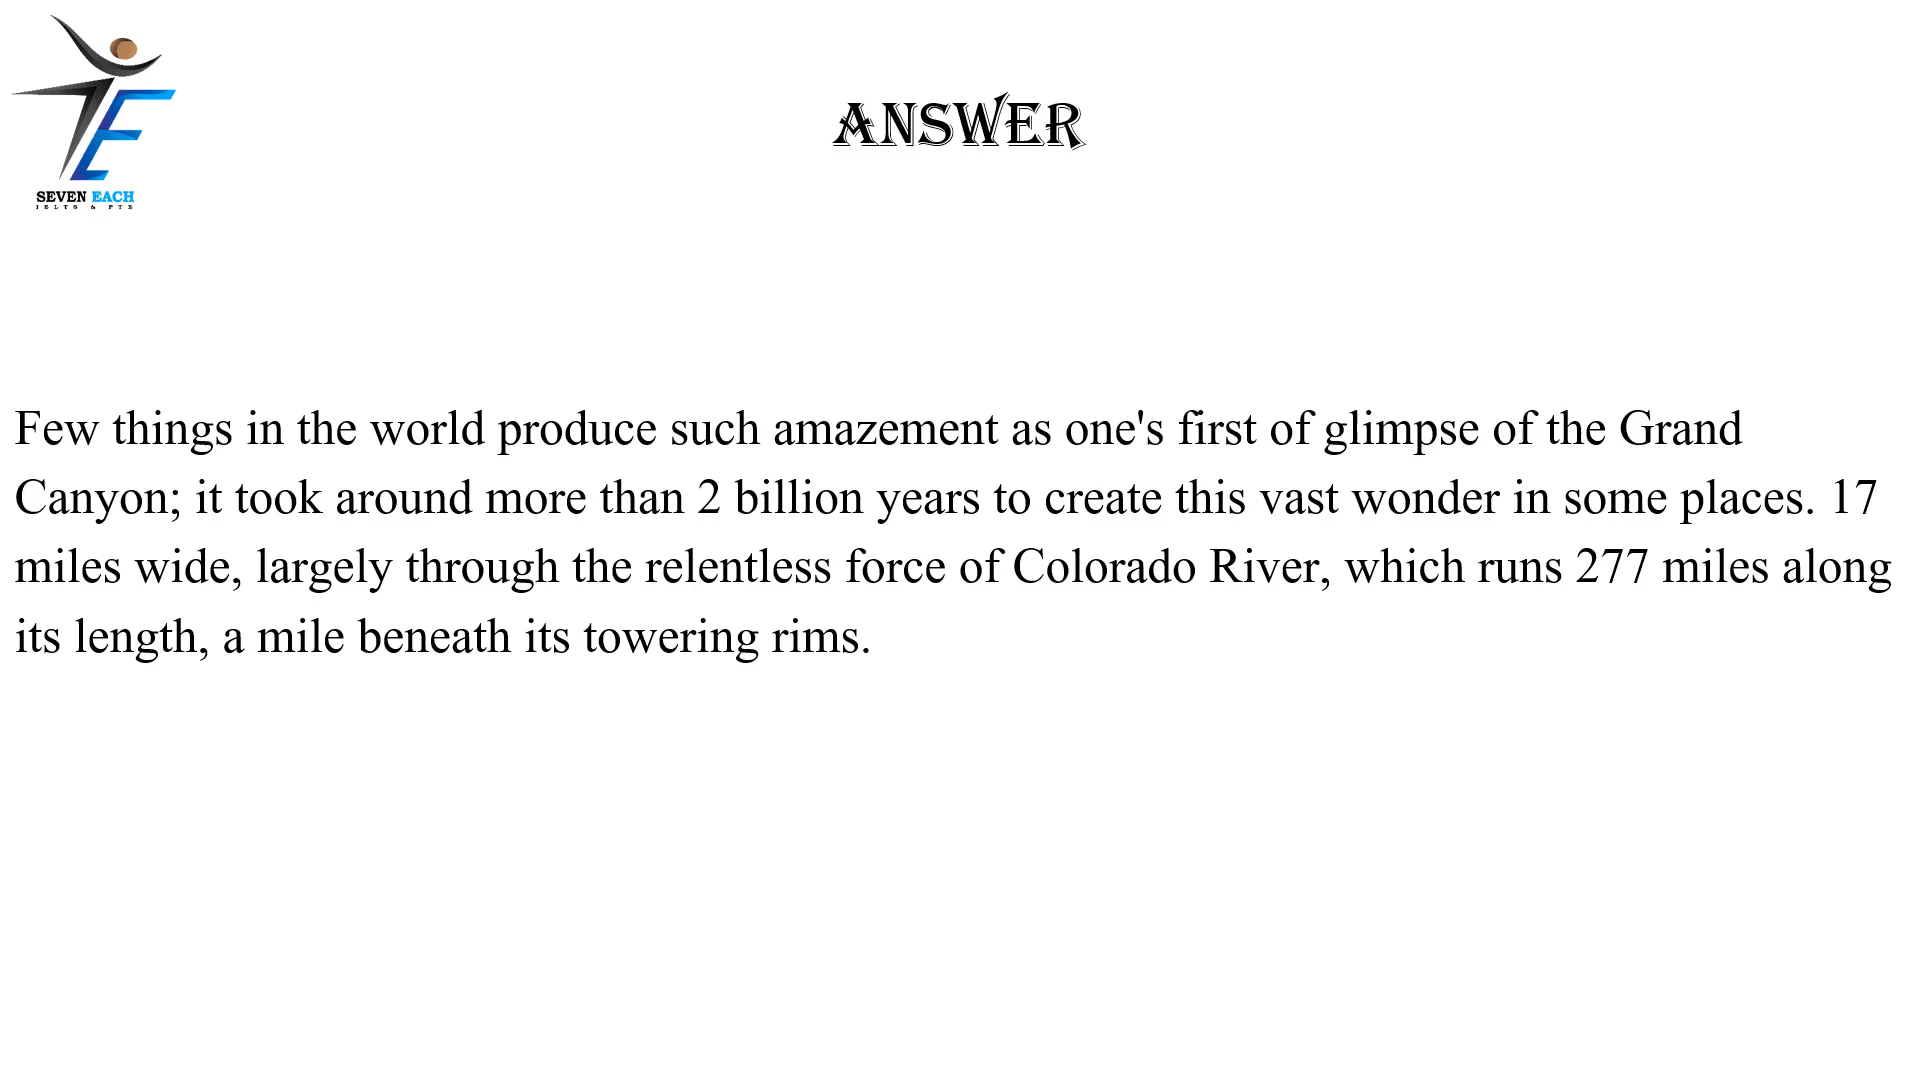 SEVEN EACH
IELTS & PTE
ANSWER
Few things in the world produce such amazement as one's first of glimpse of the Grand
Canyon; it took around more than 2 billion years to create this vast wonder in some places. 17
miles wide, largely through the relentless force of Colorado River, which runs 277 miles along
its length, a mile beneath its towering rims.